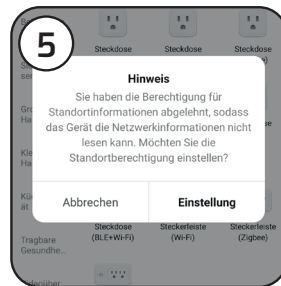 5
Steckdose Steckdose Steckdose
Hinweis
Sie haben die Berechtigung für
Standortinformationen abgelehnt, sodass
das Gerät die Netzwerkinformationen nicht
lesen kann. Möchten Sie die
Standortberechtigung einstellen?
Abbrechen Einstellung
Steckdose Steckerleiste Steckerleiste
(BLE+Wi-Fi) (Wi-Fi) (Zigbee)
Tragbare
Gesundhe...